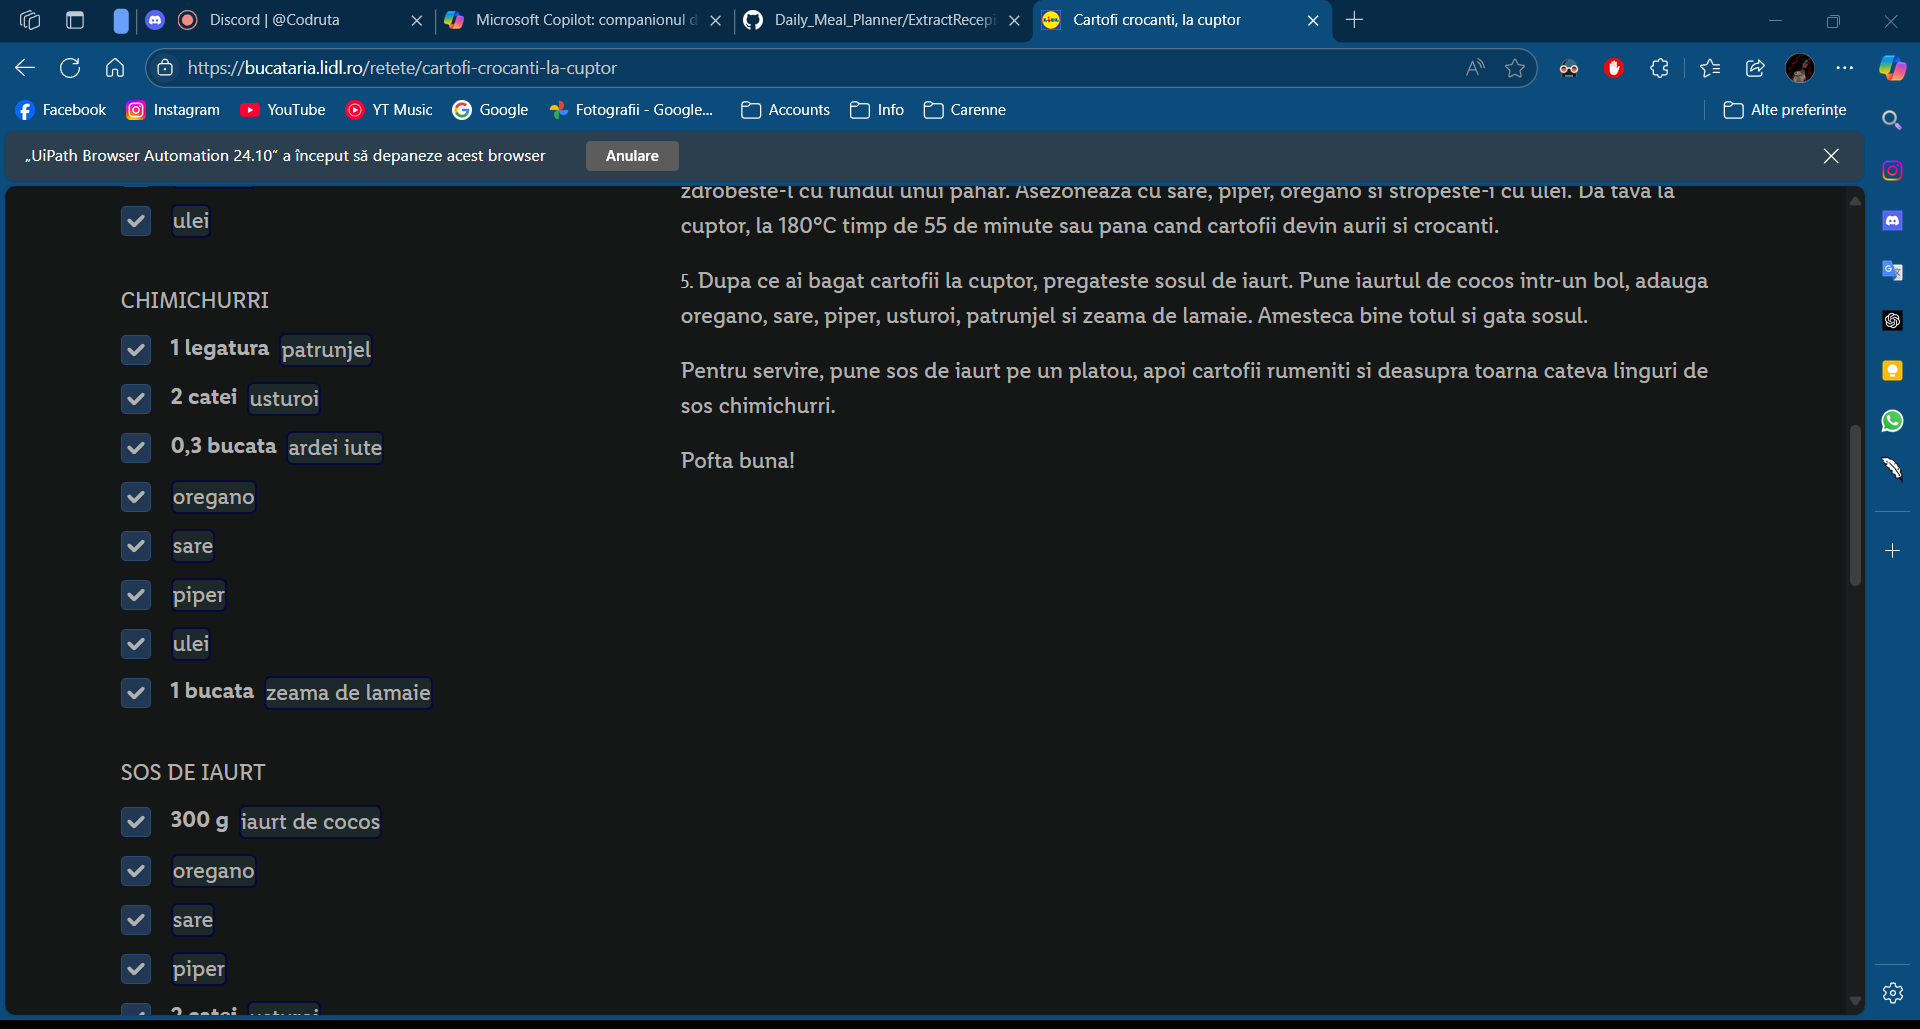 Discord | @Codruta
Microsoft Copilot: companionul d
Daily_Meal_Planner/ExtractRecepi
Cartofi crocanti, la cuptor
https://bucataria.lidl.ro/retete/cartofi-crocanti-la-cuptor
Facebook
Instagram
YouTube
YT Music
Google
Fotografii - Google...
Accounts
Info
Carenne
Alte preferințe
„UiPath Browser Automation 24.10” a început să depaneze acest browser
Anulare
ulei
CHIMICHURRI
1 legatura patrunjel
2 catei usturoi
0,3 bucata ardei iute
oregano
sare
piper
ulei
1 bucata zeama de lamaie
SOS DE IAURT
300 g iaurt de cocos
oregano
sare
piper
2 catei usturoi
zdrobeste-l cu fundul unui pahar. Asezoneaza cu sare, piper, oregano si stropeste-i cu ulei. Da tava la
cuptor, la 180°C timp de 55 de minute sau pana cand cartofii devin aurii si crocanti.
5. Dupa ce ai bagat cartofii la cuptor, pregateste sosul de iaurt. Pune iaurtul de cocos intr-un bol, adauga
oregano, sare, piper, usturoi, patrunjel si zeama de lamaie. Amesteca bine totul si gata sosul.
Pentru servire, pune sos de iaurt pe un platou, apoi cartofii rumeniti si deasupra toarna cateva linguri de
sos chimichurri.
Pofta buna!